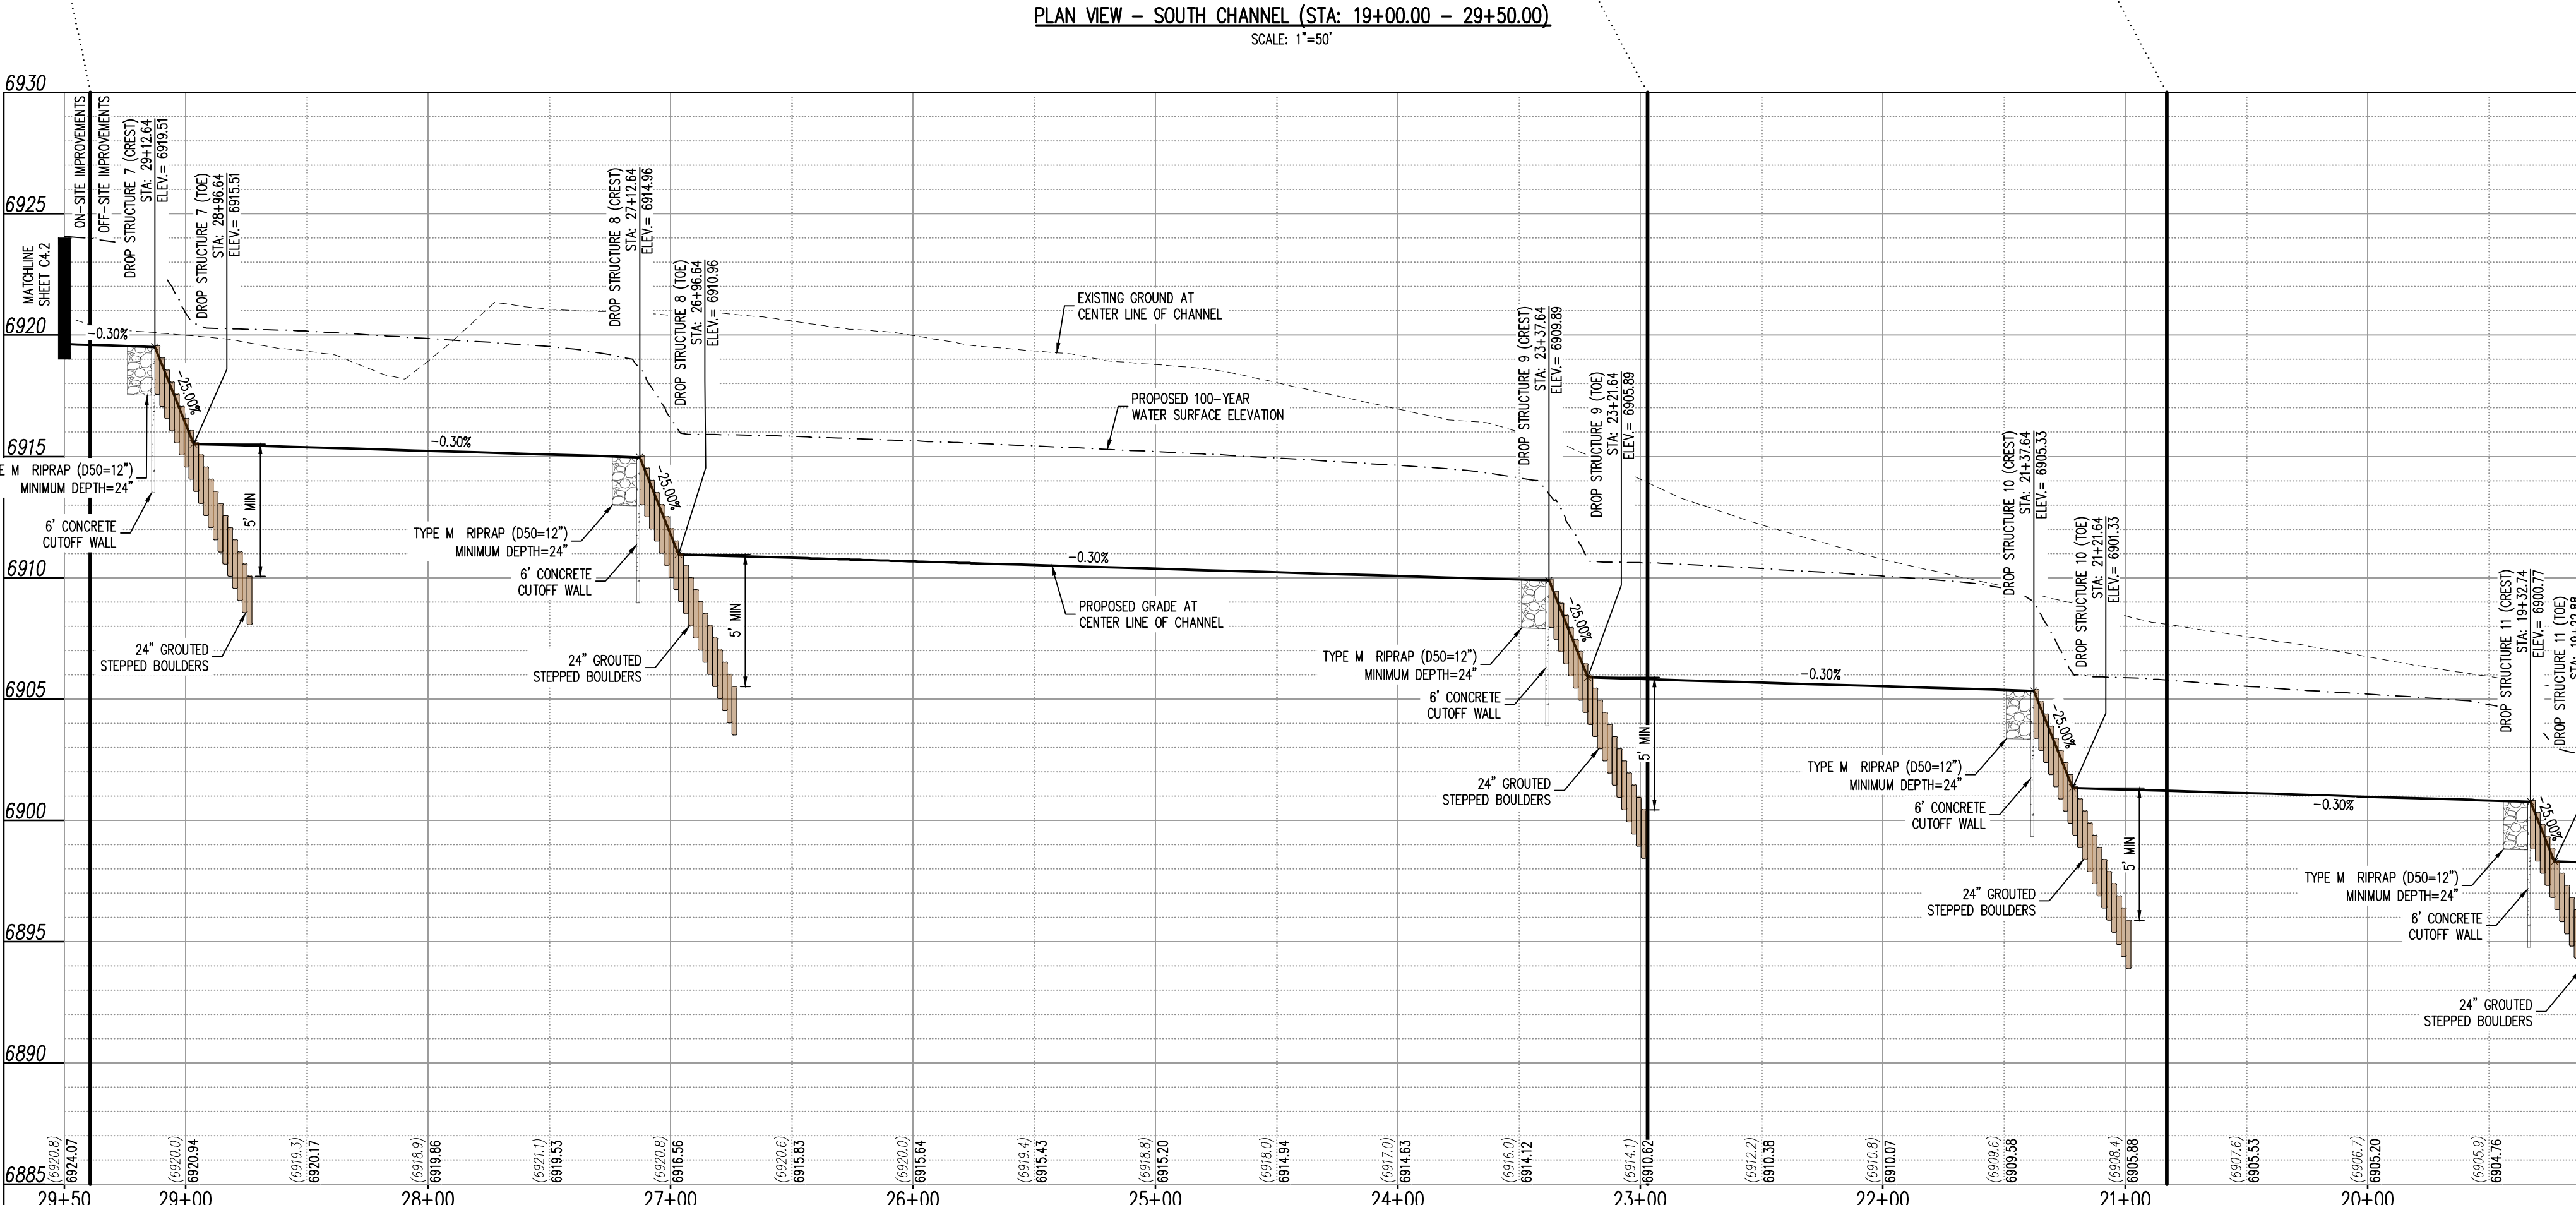 PLAN VIEW - SOUTH CHANNEL (STA: 19+00.00 - 29+50.00)
SCALE: 1"=50'
6930
6925
6920
6915
6910
6905
6900
6895
6890
6885
MATCHLINE
SHEET C4.2
ON-SITE IMPROVEMENTS
OFF-SITE IMPROVEMENTS
DROP STRUCTURE 7 (CREST)
STA: 29+12.64
ELEV.= 6919.51
DROP STRUCTURE 7 (TOE)
STA: 28+96.64
ELEV.= 6915.51
-0.30%
-25.00%
M RIPRAP (D50=12")
MINIMUM DEPTH=24"
6' CONCRETE
CUTOFF WALL
5' MIN
24" GROUTED
STEPPED BOULDERS
-0.30%
DROP STRUCTURE 8 (CREST)
STA: 27+12.64
ELEV.= 6914.96
DROP STRUCTURE 8 (TOE)
STA: 26+96.64
ELEV.= 6910.96
-25.00%
TYPE M RIPRAP (D50=12")
MINIMUM DEPTH=24"
6' CONCRETE
CUTOFF WALL
5' MIN
24" GROUTED
STEPPED BOULDERS
EXISTING GROUND AT
CENTER LINE OF CHANNEL
PROPOSED 100-YEAR
WATER SURFACE ELEVATION
-0.30%
PROPOSED GRADE AT
CENTER LINE OF CHANNEL
DROP STRUCTURE 9 (CREST)
STA: 23+37.64
ELEV.= 6909.89
DROP STRUCTURE 9 (TOE)
STA: 23+21.64
ELEV.= 6905.89
-25.00%
TYPE M RIPRAP (D50=12")
MINIMUM DEPTH=24"
6' CONCRETE
CUTOFF WALL
5' MIN
24" GROUTED
STEPPED BOULDERS
-0.30%
DROP STRUCTURE 10 (CREST)
STA: 21+37.64
ELEV.= 6905.33
DROP STRUCTURE 10 (TOE)
STA: 21+21.64
ELEV.= 6901.33
-25.00%
TYPE M RIPRAP (D50=12")
MINIMUM DEPTH=24"
6' CONCRETE
CUTOFF WALL
5' MIN
24" GROUTED
STEPPED BOULDERS
-0.30%
DROP STRUCTURE 11 (CREST)
STA: 19+32.74
ELEV.= 6900.77
DROP STRUCTURE 11 (TOE)
-25.00%
TYPE M RIPRAP (D50=12")
MINIMUM DEPTH=24"
6' CONCRETE
CUTOFF WALL
24" GROUTED
STEPPED BOULDERS
(6920.8)
6924.07
(6920.0)
6920.94
(6919.3)
6920.17
(6918.9)
6919.86
(6921.1)
6919.53
(6920.8)
6916.56
(6920.6)
6915.83
(6920.0)
6915.64
(6919.4)
6915.43
(6918.8)
6915.20
(6918.0)
6914.94
(6917.0)
6914.63
(6916.0)
6914.12
(6914.1)
6910.62
(6912.2)
6910.38
(6910.8)
6910.07
(6909.6)
6909.58
(6908.4)
6905.88
(6907.6)
6905.53
(6906.7)
6905.20
(6905.9)
6904.76
29+50
29+00
28+00
27+00
26+00
25+00
24+00
23+00
22+00
21+00
20+00